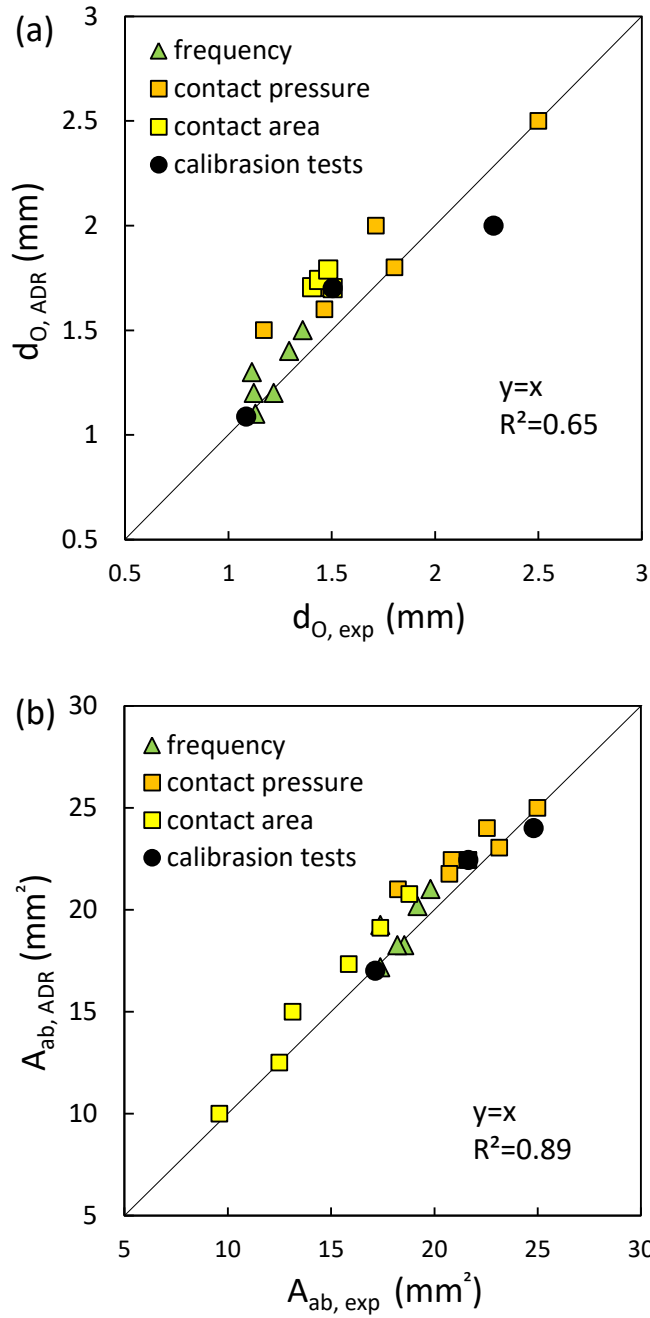 (a)
3
2.5
2
1.5
1
0.5
d_O, ADR (mm)
frequency
contact pressure
contact area
calibrasion tests
y=x
R²=0.65
0.5 1 1.5 2 2.5 3
d_O, exp (mm)
(b)
30
25
20
15
10
5
A_ab, ADR (mm²)
frequency
contact pressure
contact area
calibrasion tests
y=x
R²=0.89
5 10 15 20 25 30
A_ab, exp (mm²)